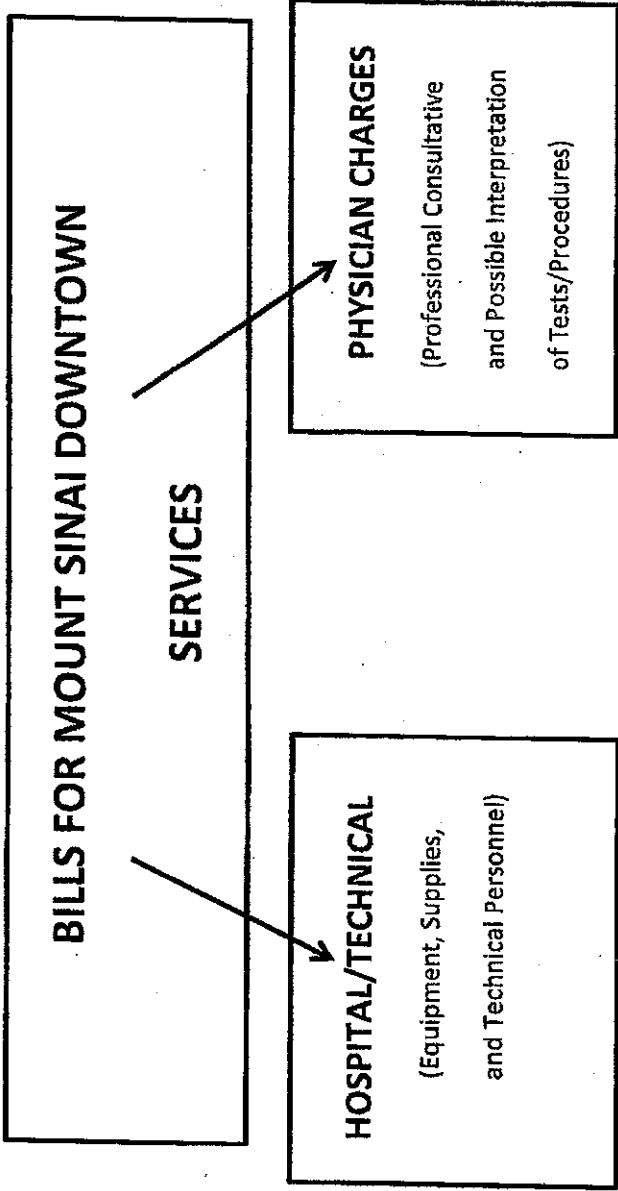 BILLS FOR MOUNT SINAI DOWNTOWN
SERVICES
HOSPITAL/TECHNICAL
(Equipment, Supplies,
and Technical Personnel)
PHYSICIAN CHARGES
(Professional Consultative
and Possible Interpretation
of Tests/Procedures)